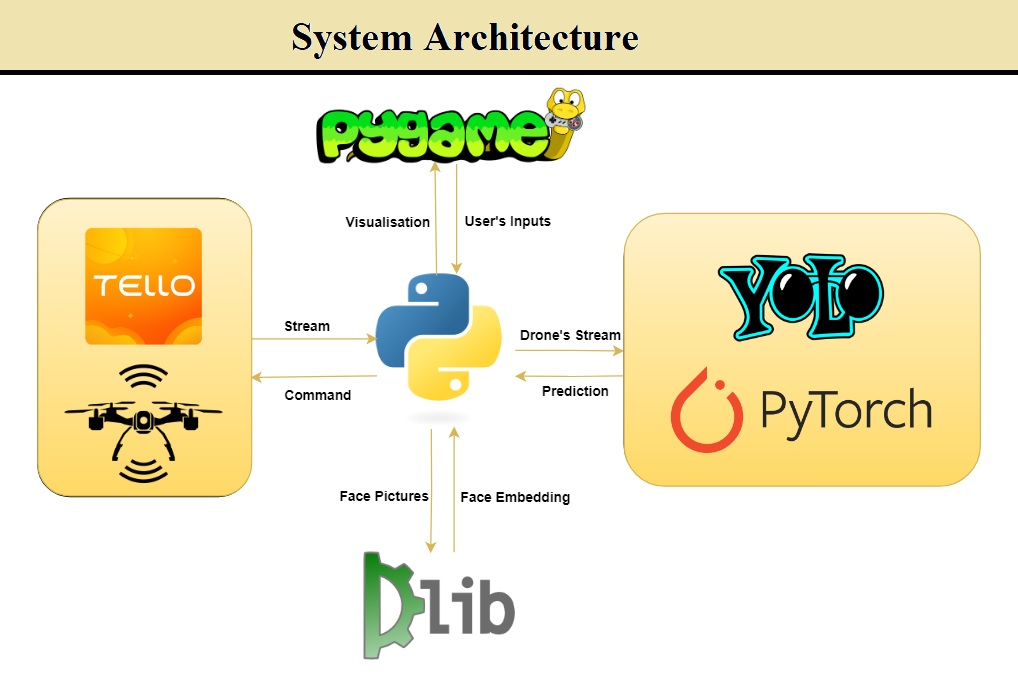 System Architecture
pygame
Visualisation
User's Inputs
TELLO
YOLO
Stream
Drone's Stream
Command
Prediction
PyTorch
Face Pictures
Face Embedding
Dlib